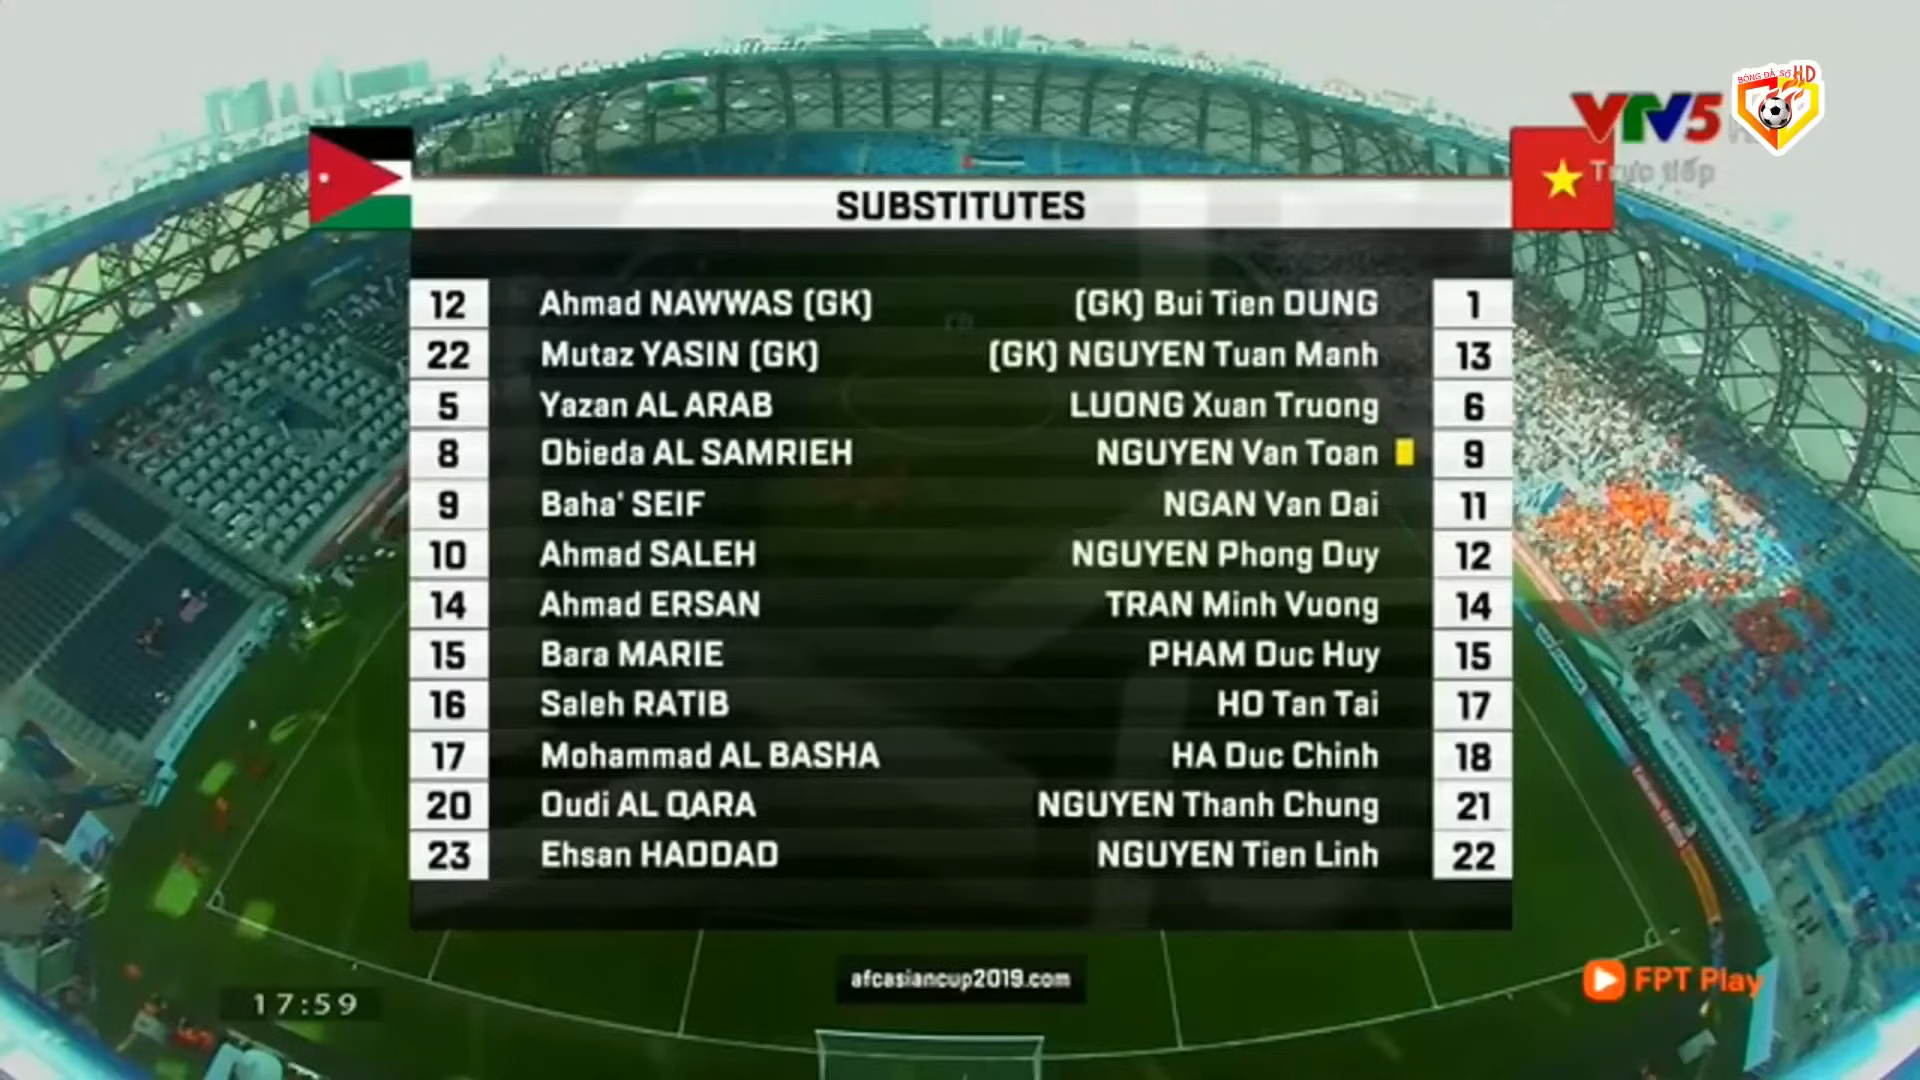 BÓNG ĐÁ SỐ HD
VTV5
Trực tiếp
SUBSTITUTES
12 Ahmad NAWWAS (GK) (GK) Bui Tien DUNG 1
22 Mutaz YASIN (GK) (GK) NGUYEN Tuan Manh 13
5 Yazan AL ARAB LUONG Xuan Truong 6
8 Obieda AL SAMRIEH NGUYEN Van Toan 9
9 Baha' SEIF NGAN Van Dai 11
10 Ahmad SALEH NGUYEN Phong Duy 12
14 Ahmad ERSAN TRAN Minh Vuong 14
15 Bara MARIE PHAM Duc Huy 15
16 Saleh RATIB HO Tan Tai 17
17 Mohammad AL BASHA HA Duc Chinh 18
20 Oudi AL QARA NGUYEN Thanh Chung 21
23 Ehsan HADDAD NGUYEN Tien Linh 22
afcasiancup2019.com
FPT Play
17:59